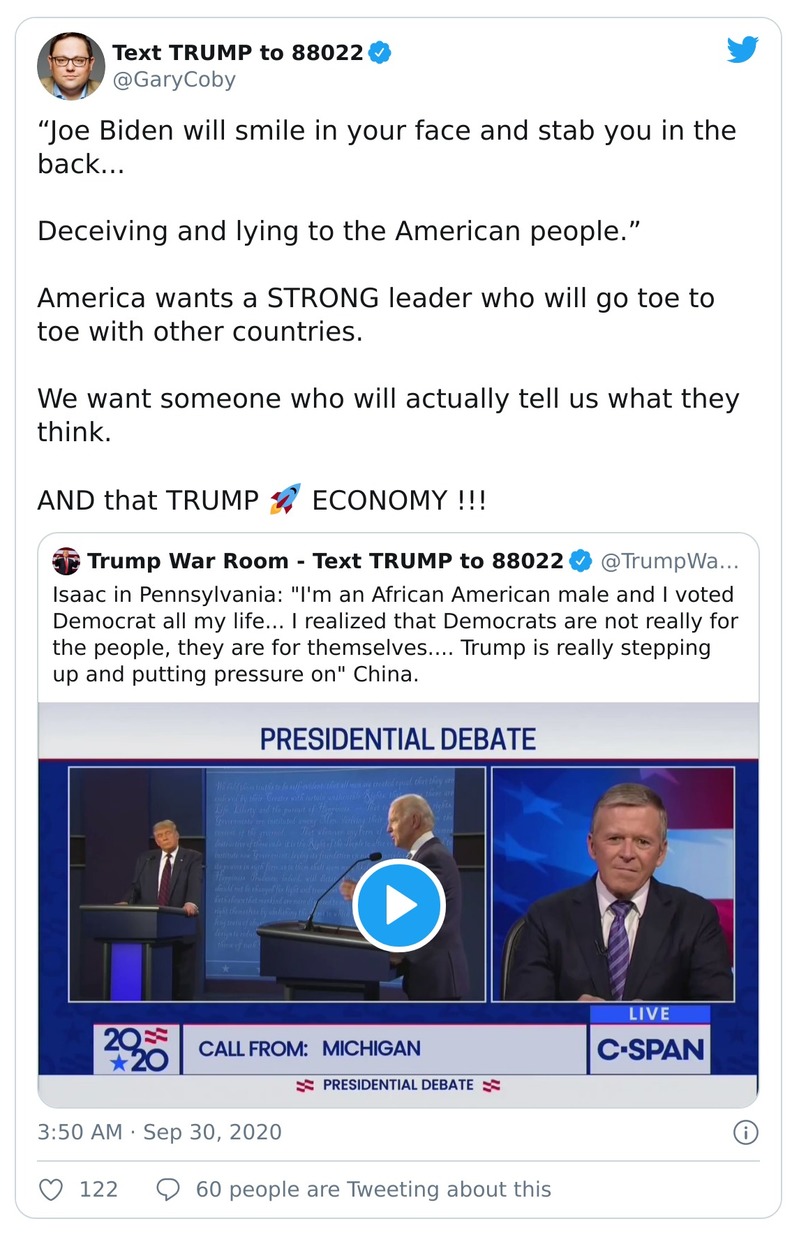 Text TRUMP to 88022
@GaryCoby
“Joe Biden will smile in your face and stab you in the
back...
Deceiving and lying to the American people.”
America wants a STRONG leader who will go toe to
toe with other countries.
We want someone who will actually tell us what they
think.
AND that TRUMP 🚀 ECONOMY !!!
Trump War Room - Text TRUMP to 88022 @TrumpWa...
Isaac in Pennsylvania: "I'm an African American male and I voted
Democrat all my life... I realized that Democrats are not really for
the people, they are for themselves.... Trump is really stepping
up and putting pressure on" China.
PRESIDENTIAL DEBATE
LIVE
2020
CALL FROM: MICHIGAN
C-SPAN
PRESIDENTIAL DEBATE
3:50 AM · Sep 30, 2020
122
60 people are Tweeting about this